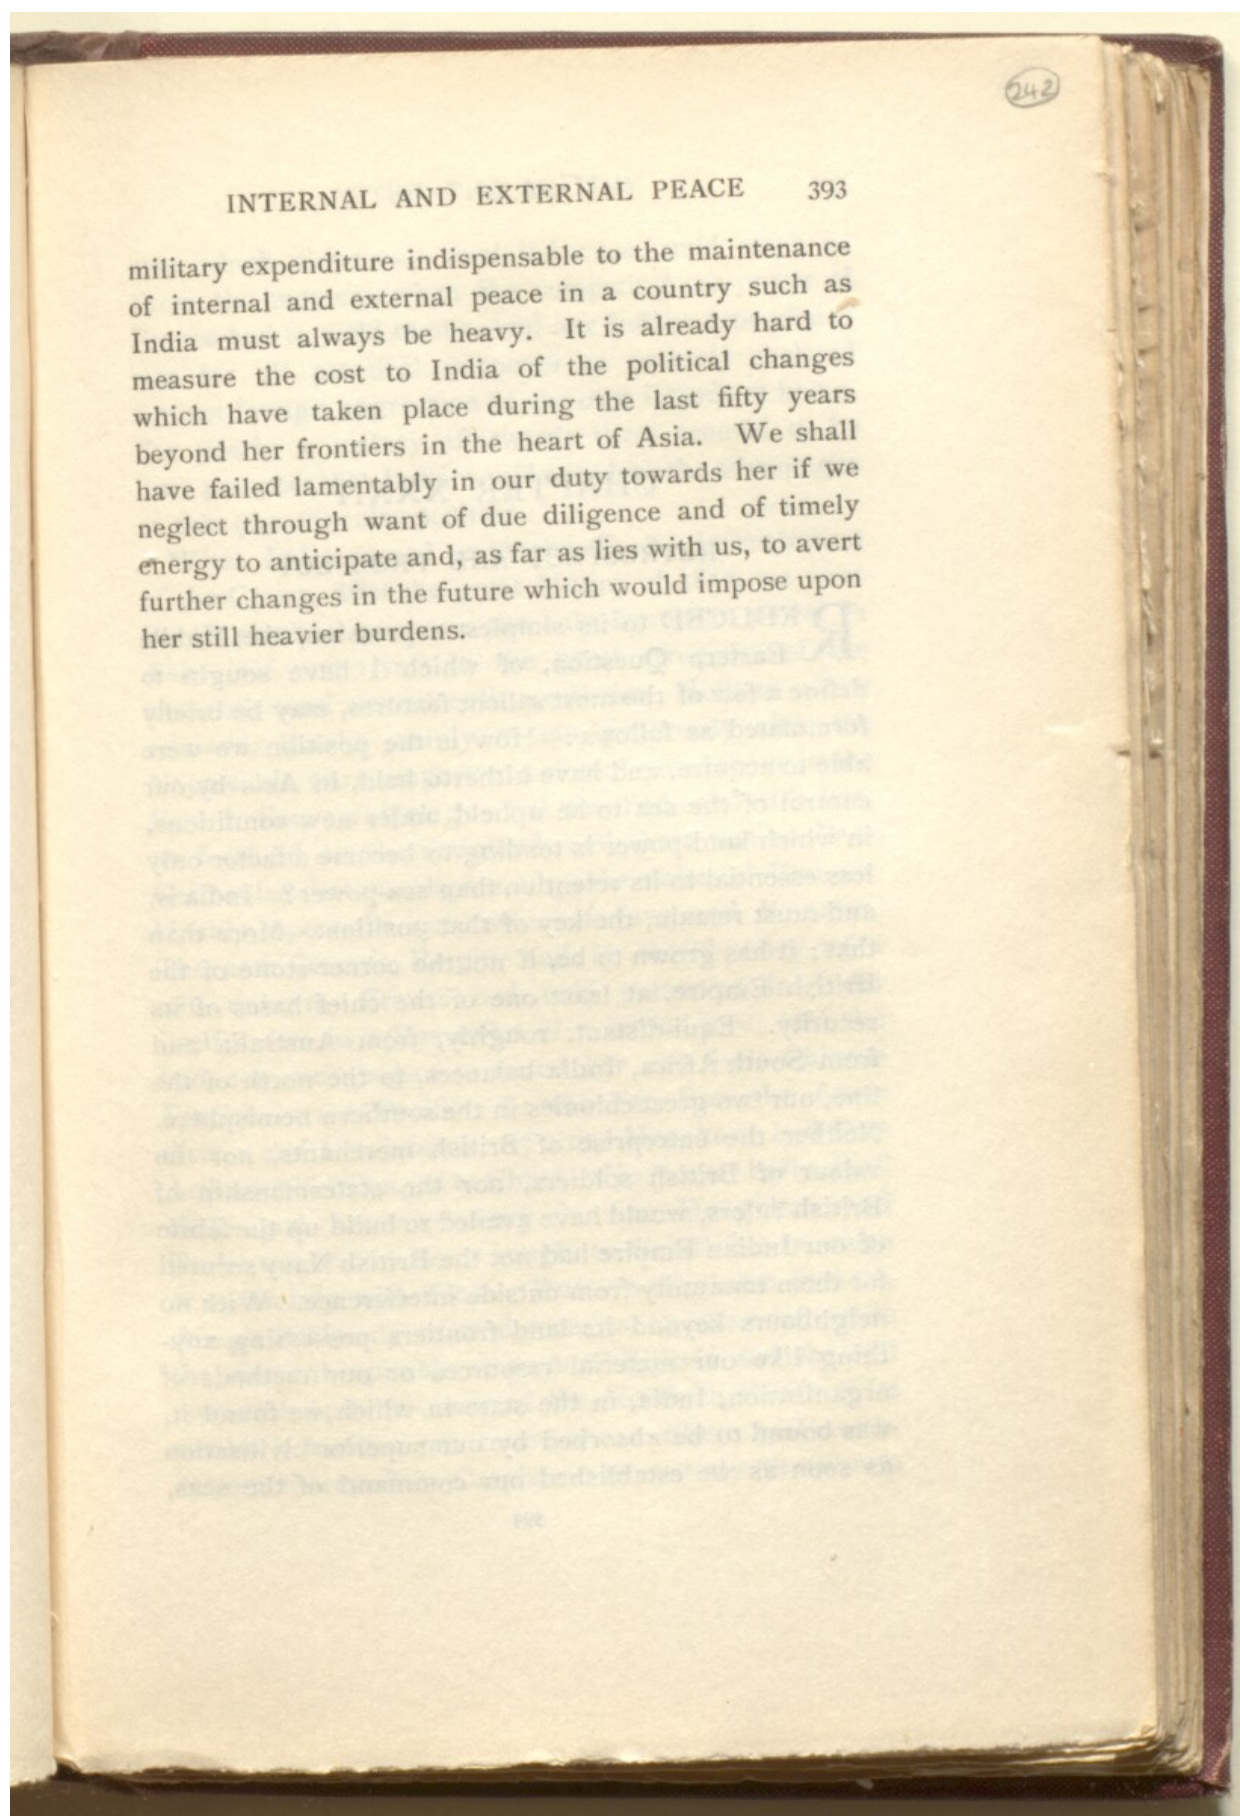 242
INTERNAL AND EXTERNAL PEACE 393
military expenditure indispensable to the maintenance
of internal and external peace in a country such as
India must always be heavy. It is already hard to
measure the cost to India of the political changes
which have taken place during the last fifty years
beyond her frontiers in the heart of Asia. We shall
have failed lamentably in our duty towards her if we
neglect through want of due diligence and of timely
energy to anticipate and, as far as lies with us, to avert
further changes in the future which would impose upon
her still heavier burdens.